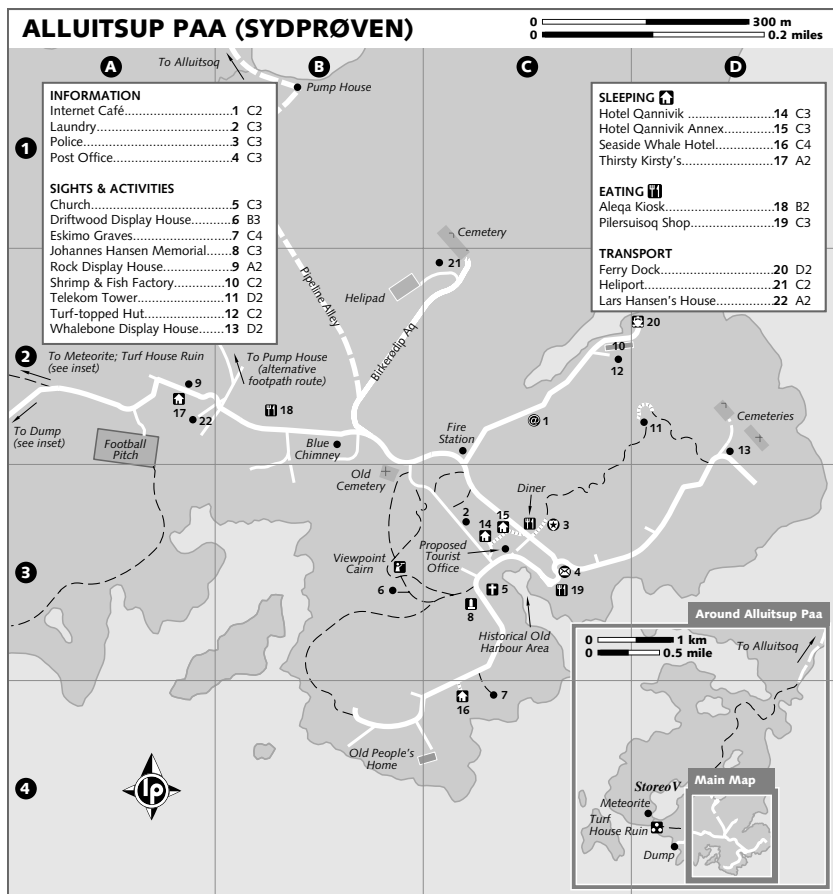 ALLUITSUP PAA (SYDPRØVEN)
0 300 m
0 0.2 miles
A
B
C
D
To Alluitsoq
Pump House
INFORMATION
Internet Café..............................1 C2
Laundry.......................................2 C3
Police...........................................3 C3
Post Office..................................4 C3
SIGHTS & ACTIVITIES
Church.........................................5 C3
Driftwood Display House.........6 B3
Eskimo Graves............................7 C4
Johannes Hansen Memorial.....8 C3
Rock Display House...................9 A2
Shrimp & Fish Factory.............10 C2
Telekom Tower.........................11 D2
Turf-topped Hut......................12 C2
Whalebone Display House.....13 D2
SLEEPING
Hotel Qannivik ........................14 C3
Hotel Qannivik Annex.............15 C3
Seaside Whale Hotel................16 C4
Thirsty Kirsty's..........................17 A2
EATING
Aleqa Kiosk...............................18 B2
Pilersuisoq Shop.......................19 C3
TRANSPORT
Ferry Dock................................20 D2
Heliport.....................................21 C2
Lars Hansen's House................22 A2
1
Cemetery
21
Helipad
Pipeline Alley
Birkerødip Aq
20
10
12
2
To Meteorite; Turf House Ruin
(see inset)
To Pump House
(alternative
footpath route)
9
17
22
18
1
11
Cemeteries
13
To Dump
(see inset)
Football
Pitch
Blue
Chimney
Fire
Station
Old
Cemetery
Diner
2
15
14
3
Proposed
Tourist
Office
4
19
3
Viewpoint
Cairn
6
5
8
Historical Old
Harbour Area
7
16
Old People's
Home
4
lp
Around Alluitsup Paa
0 1 km
0 0.5 mile
To Alluitsoq
StoreoV
Main Map
Meteorite
Turf
House Ruin
Dump